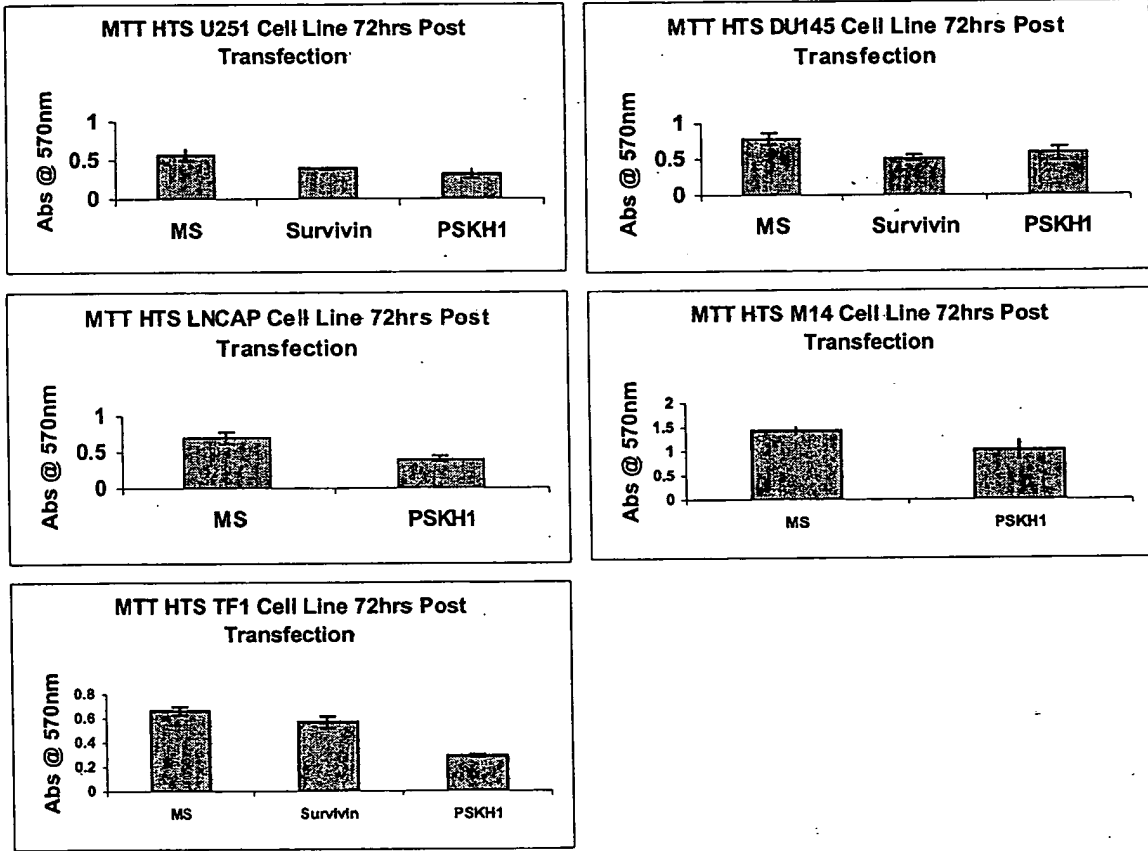 MTT HTS U251 Cell Line 72hrs Post
Transfection
Abs @ 570nm
1
0.5
0
MS Survivin PSKH1
MTT HTS DU145 Cell Line 72hrs Post
Transfection
Abs @ 570nm
1
0.5
0
MS Survivin PSKH1
MTT HTS LNCAP Cell Line 72hrs Post
Transfection
Abs @ 570nm
1
0.5
0
MS PSKH1
MTT HTS M14 Cell Line 72hrs Post
Transfection
Abs @ 570nm
2
1.5
1
0.5
0
MS PSKH1
MTT HTS TF1 Cell Line 72hrs Post
Transfection
Abs @ 570nm
0.8
0.6
0.4
0.2
0
MS Survivin PSKH1